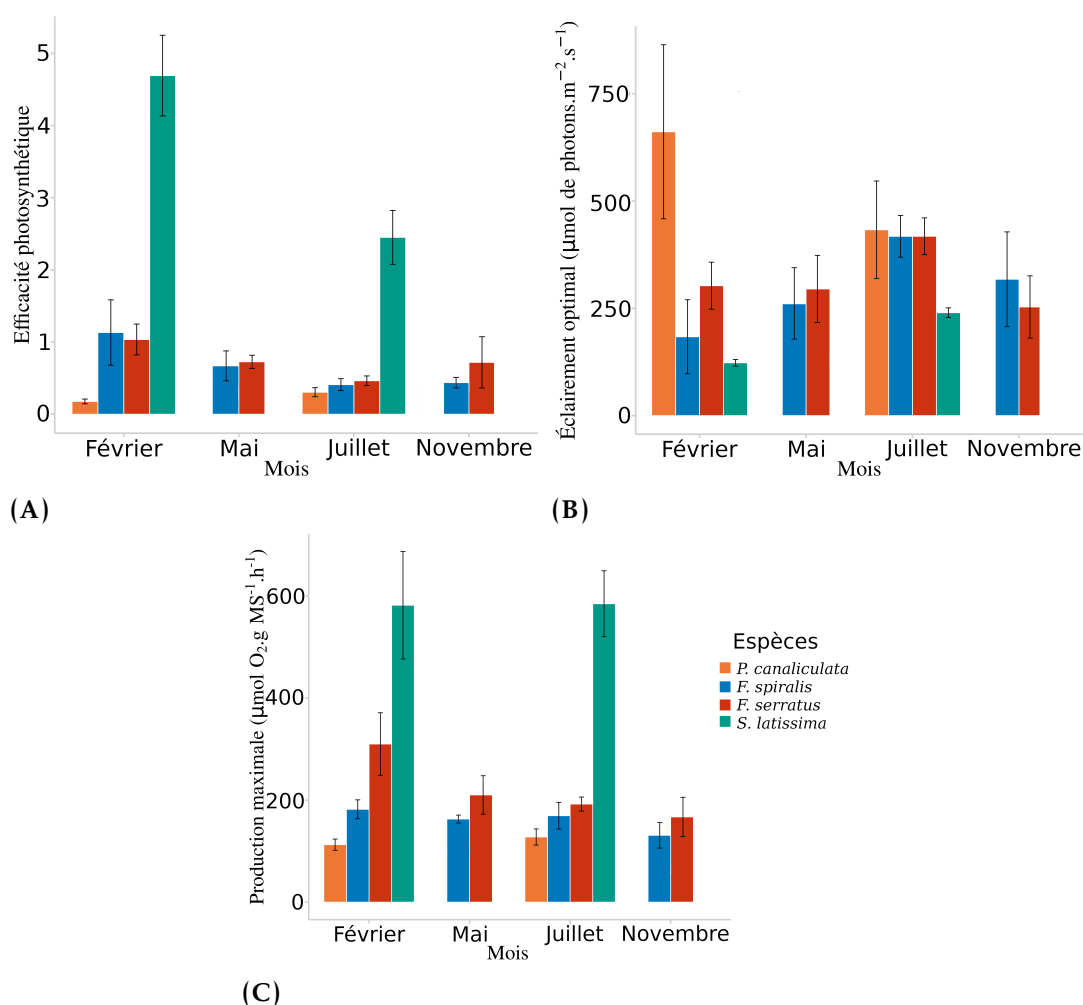 Efficacité photosynthétique
5
4
3
2
1
0
Février
Mai
Juillet
Novembre
Mois
(A)
Éclairement optimal (μmol de photons.m−2.s−1)
750
500
250
0
Février
Mai
Juillet
Novembre
Mois
(B)
Production maximale (μmol O2.g MS-1.h-1)
600
400
200
0
Février
Mai
Juillet
Novembre
Mois
Espèces
P. canaliculata
F. spiralis
F. serratus
S. latissima
(C)